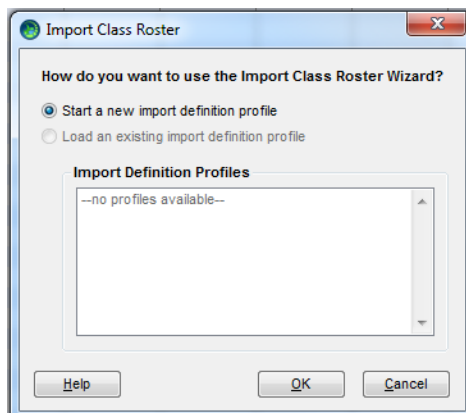 Import Class Roster
How do you want to use the Import Class Roster Wizard?
Start a new import definition profile
Load an existing import definition profile
Import Definition Profiles
--no profiles available--
Help OK Cancel